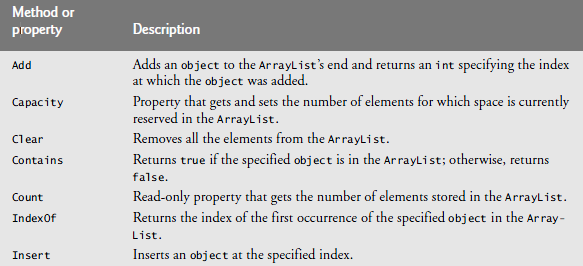 Method or
property Description
Add Adds an object to the ArrayList's end and returns an int specifying the index
at which the object was added.
Capacity Property that gets and sets the number of elements for which space is currently
reserved in the ArrayList.
Clear Removes all the elements from the ArrayList.
Contains Returns true if the specified object is in the ArrayList; otherwise, returns
false.
Count Read-only property that gets the number of elements stored in the ArrayList.
IndexOf Returns the index of the first occurrence of the specified object in the Array-
List.
Insert Inserts an object at the specified index.